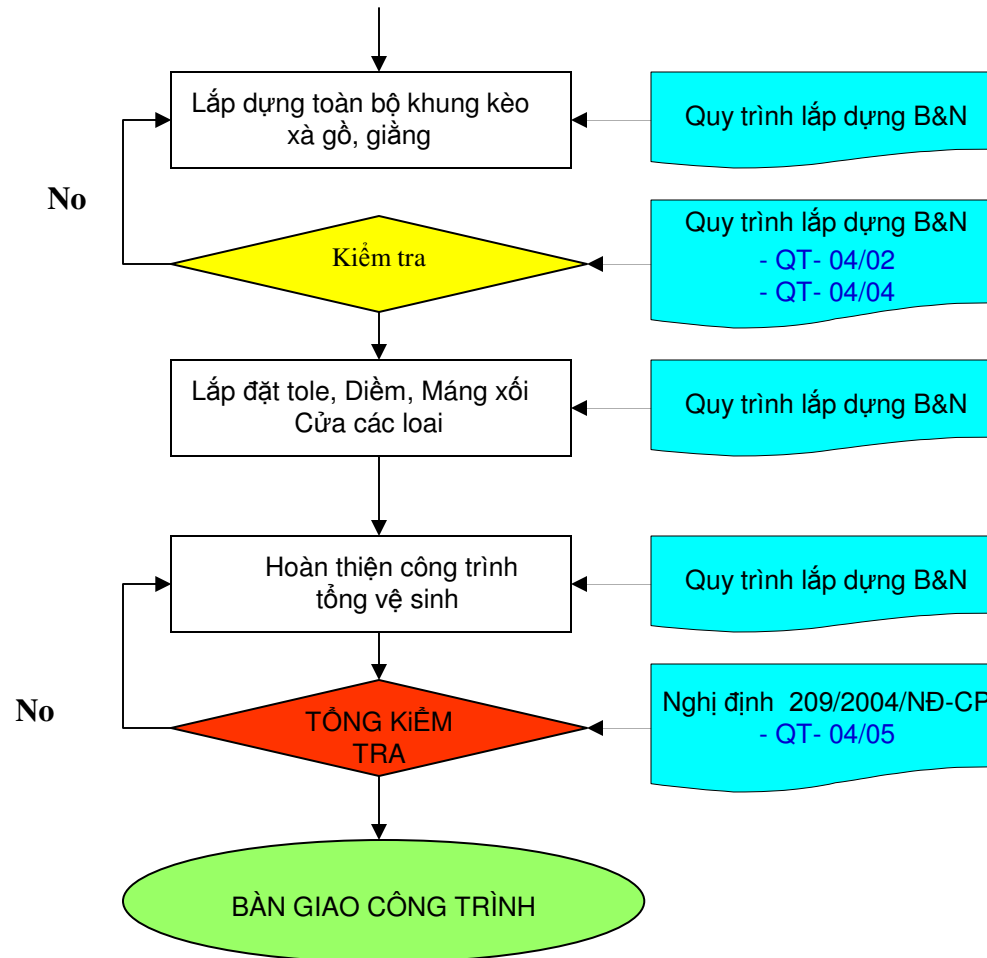 Lắp dựng toàn bộ khung kèo
xà gồ, giằng
Quy trình lắp dựng B&N
No
Kiểm tra
Quy trình lắp dựng B&N
- QT- 04/02
- QT- 04/04
Lắp đặt tole, Diềm, Máng xối
Cửa các loai
Quy trình lắp dựng B&N
Hoàn thiện công trình
tổng vệ sinh
Quy trình lắp dựng B&N
No
TỔNG KiỂM
TRA
Nghị định 209/2004/NĐ-CP
- QT- 04/05
BÀN GIAO CÔNG TRÌNH